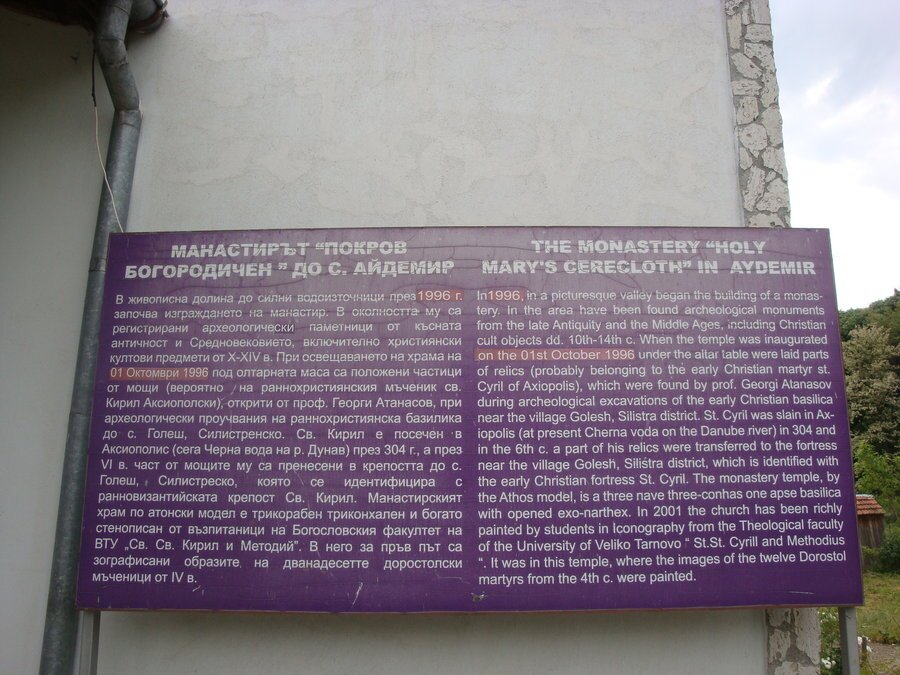 МАНАСТИРЪТ “ПОКРОВ
БОГОРОДИЧЕН ” ДО С. АЙДЕМИР
В живописна долина до силни водоизточници през 1996 г.
започва изграждането на манастир. В околността му са
регистрирани археологически паметници от късната
античност и Средновековието, включително християнски
култови предмети от X-XIV в. При освещаването на храма на
01 Октомври 1996 под олтарната маса са положени частици
от мощи (вероятно на раннохристиянския мъченик св.
Кирил Аксиополски), открити от проф. Георги Атанасов, при
археологически проучвания на раннохристиянска базилика
до с. Голеш, Силистренско. Св. Кирил е посечен в
Аксиополис (сега Черна вода на р. Дунав) през 304 г., а през
VI в. част от мощите му са пренесени в крепостта до с.
Голеш, Силистреско, която се идентифицира с
ранновизантийската крепост Св. Кирил. Манастирският
храм по атонски модел е трикорабен триконхален и богато
стенописан от възпитаници на Богословския факултет на
ВТУ „Св. Св. Кирил и Методий”. В него за пръв път са
зографисани образите на дванадесетте доростолски
мъченици от IV в.
THE MONASTERY “HOLY
MARY'S CERECLOTH” IN AYDEMIR
In 1996, in a picturesque valley began the building of a monas-
tery. In the area have been found archeological monuments
from the late Antiquity and the Middle Ages, including Christian
cult objects dd. 10th-14th c. When the temple was inaugurated
on the 01st October 1996 under the altar table were laid parts
of relics (probably belonging to the early Christian martyr st.
Cyril of Axiopolis), which were found by prof. Georgi Atanasov
during archeological excavations of the early Christian basilica
near the village Golesh, Silistra district. St. Cyril was slain in Ax-
iopolis (at present Cherna voda on the Danube river) in 304 and
in the 6th c. a part of his relics were transferred to the fortress
near the village Golesh, Silistra district, which is identified with
the early Christian fortress St. Cyril. The monastery temple, by
the Athos model, is a three nave three-conhas one apse basilica
with opened exo-narthex. In 2001 the church has been richly
painted by students in Iconography from the Theological faculty
of the University of Veliko Tarnovo “ St.St. Cyrill and Methodius
“. It was in this temple, where the images of the twelve Dorostol
martyrs from the 4th c. were painted.